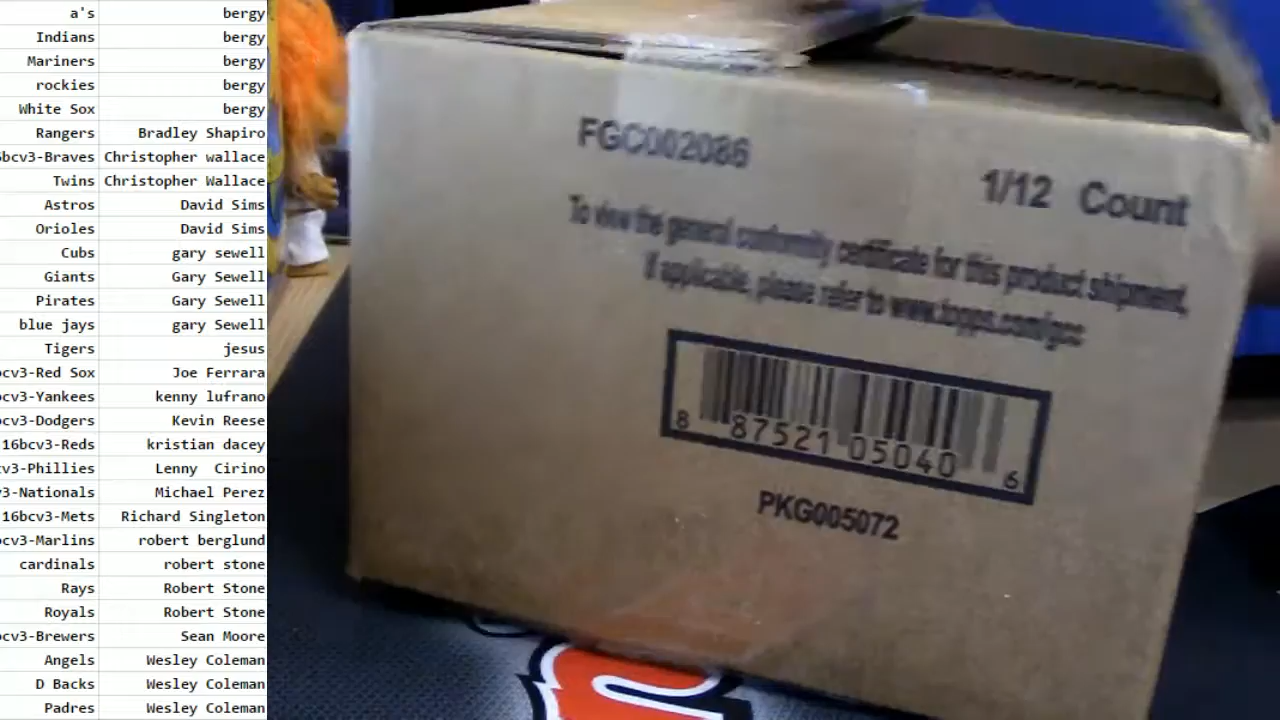 a's bergy
Indians bergy
Mariners bergy
rockies bergy
White Sox bergy
Rangers Bradley Shapiro
bcv3-Braves Christopher wallace
Twins Christopher Wallace
Astros David Sims
Orioles David Sims
Cubs gary sewell
Giants Gary Sewell
Pirates Gary Sewell
blue jays gary Sewell
Tigers jesus
cv3-Red Sox Joe Ferrara
cv3-Yankees kenny lufrano
cv3-Dodgers Kevin Reese
16bcv3-Reds kristian dacey
v3-Phillies Lenny Cirino
3-Nationals Michael Perez
16bcv3-Mets Richard Singleton
cv3-Marlins robert berglund
cardinals robert stone
Rays Robert Stone
Royals Robert Stone
cv3-Brewers Sean Moore
Angels Wesley Coleman
D Backs Wesley Coleman
Padres Wesley Coleman
FGC002086
1/12 Count
To view the general conformity certificate for this product shipment,
if applicable, please refer to www.topps.com/gcc
8 87521 05040 6
PKG005072